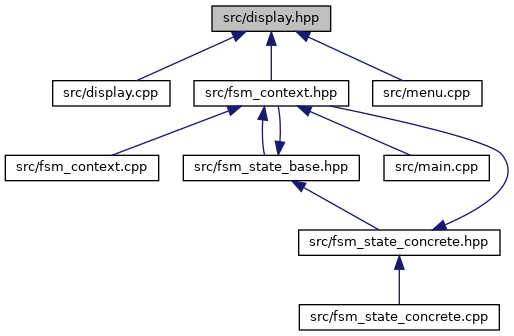 src/display.hpp
src/display.cpp
src/fsm_context.hpp
src/menu.cpp
src/fsm_context.cpp
src/fsm_state_base.hpp
src/main.cpp
src/fsm_state_concrete.hpp
src/fsm_state_concrete.cpp